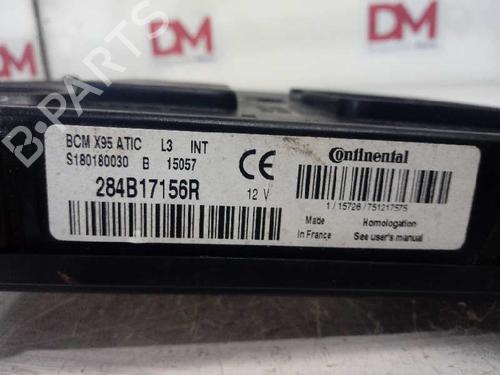 DM
DM
BCM X95 ATIC L3 INT
S180180030 B 15057
CE
284B17156R
12 V
Continental
1 / 15726 / 751217575
Made
in France
Homologation
See user's manual
B-PARTS